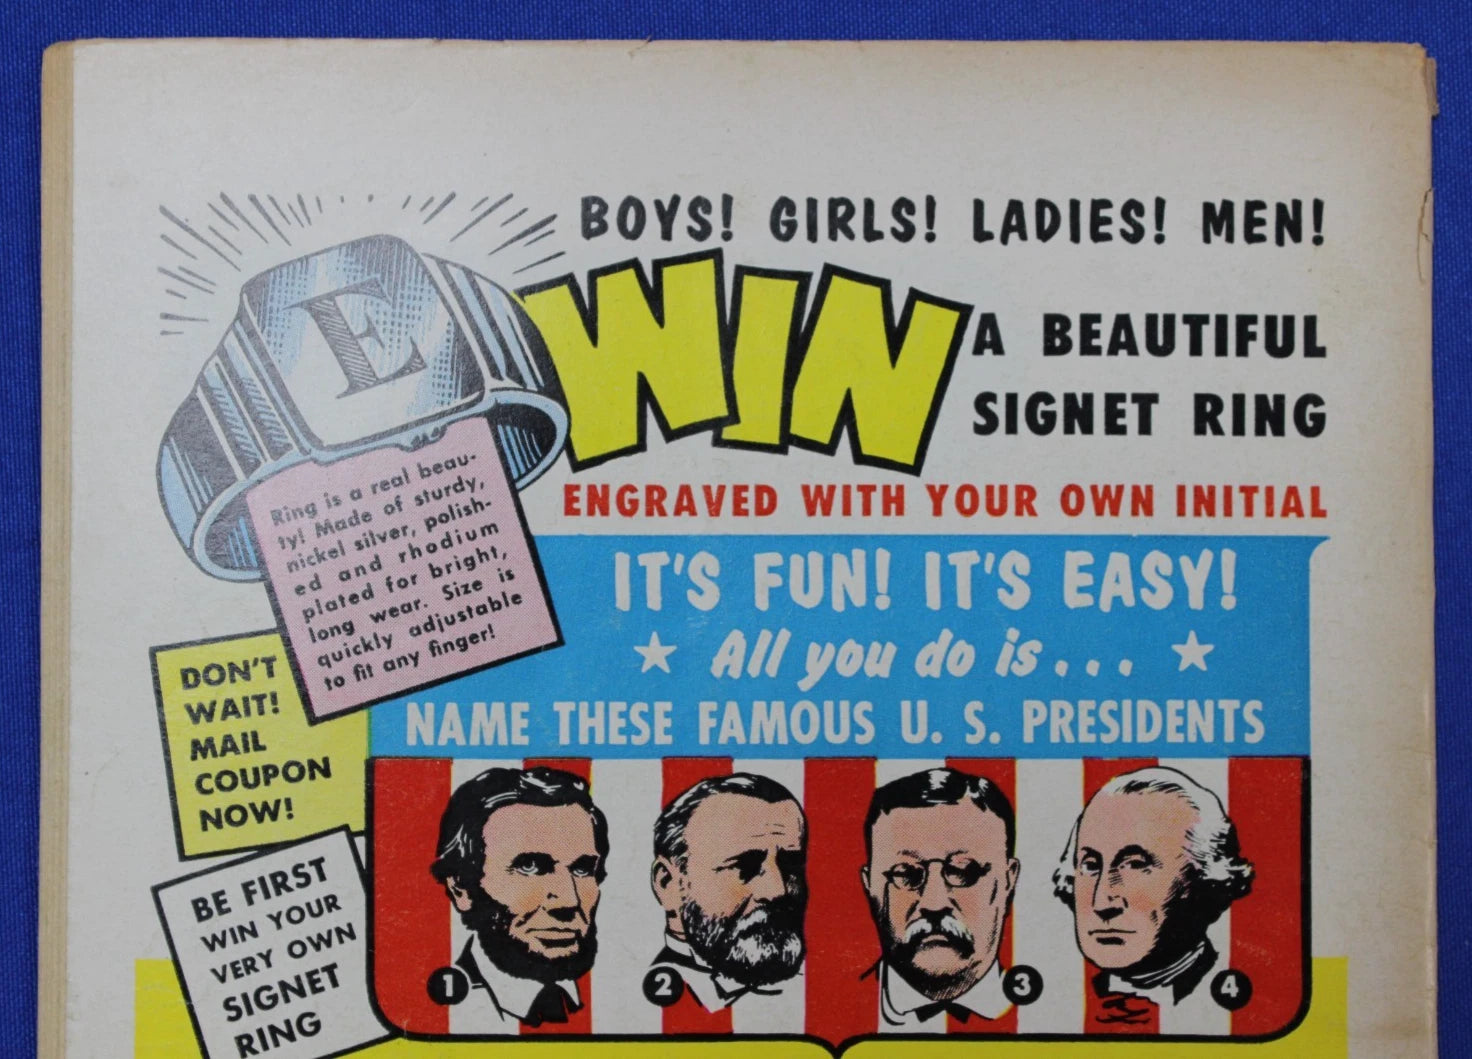 BOYS! GIRLS! LADIES! MEN!
WIN
A BEAUTIFUL
SIGNET RING
ENGRAVED WITH YOUR OWN INITIAL
E
Ring is a real beau-
ty! Made of sturdy,
nickel silver, polish-
ed and rhodium
plated for bright,
long wear. Size is
quickly adjustable
to fit any finger!
IT'S FUN! IT'S EASY!
All you do is...
NAME THESE FAMOUS U. S. PRESIDENTS
DON'T
WAIT!
MAIL
COUPON
NOW!
BE FIRST
WIN YOUR
VERY OWN
SIGNET
RING
1
2
3
4